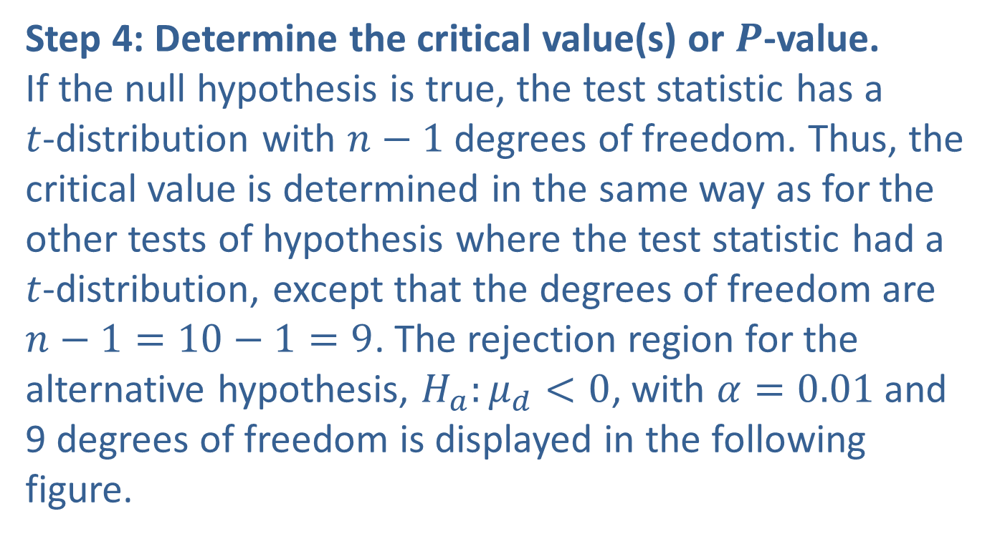 Step 4: Determine the critical value(s) or P-value.
If the null hypothesis is true, the test statistic has a
t-distribution with n − 1 degrees of freedom. Thus, the
critical value is determined in the same way as for the
other tests of hypothesis where the test statistic had a
t-distribution, except that the degrees of freedom are
n − 1 = 10 − 1 = 9. The rejection region for the
alternative hypothesis, Hₐ: μ_d < 0, with α = 0.01 and
9 degrees of freedom is displayed in the following
figure.